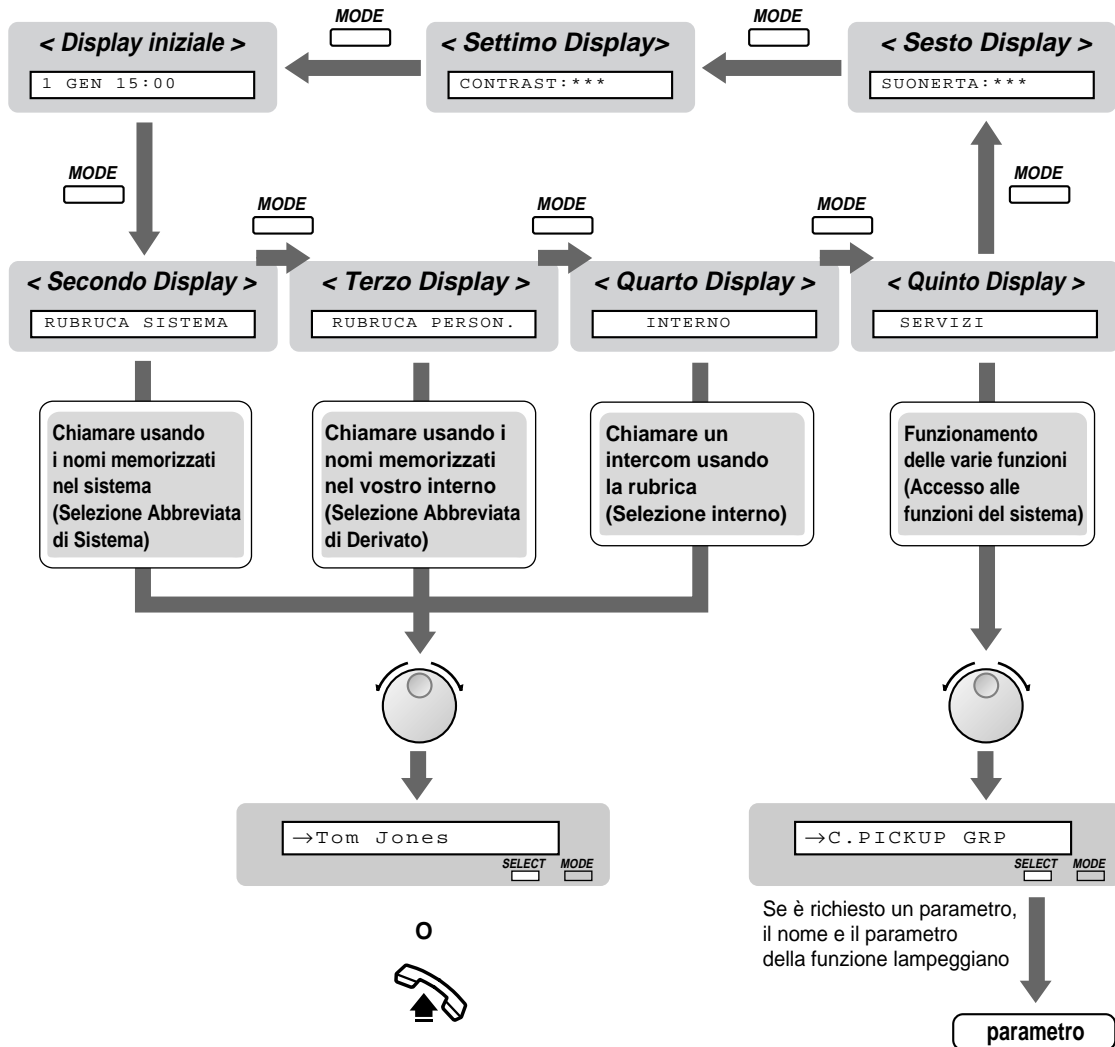 MODE
MODE
< Display iniziale >
< Settimo Display>
< Sesto Display >
1 GEN 15:00
CONTRAST:***
SUONERTA:***
MODE
MODE
MODE
MODE
MODE
< Secondo Display >
< Terzo Display >
< Quarto Display >
< Quinto Display >
RUBRUCA SISTEMA
RUBRUCA PERSON.
INTERNO
SERVIZI
Chiamare usando
i nomi memorizzati
nel sistema
(Selezione Abbreviata
di Sistema)
Chiamare usando i
nomi memorizzati
nel vostro interno
(Selezione Abbreviata
di Derivato)
Chiamare un
intercom usando
la rubrica
(Selezione interno)
Funzionamento
delle varie funzioni
(Accesso alle
funzioni del sistema)
→Tom Jones
SELECT MODE
→C.PICKUP GRP
SELECT MODE
O
Se è richiesto un parametro,
il nome e il parametro
della funzione lampeggiano
parametro